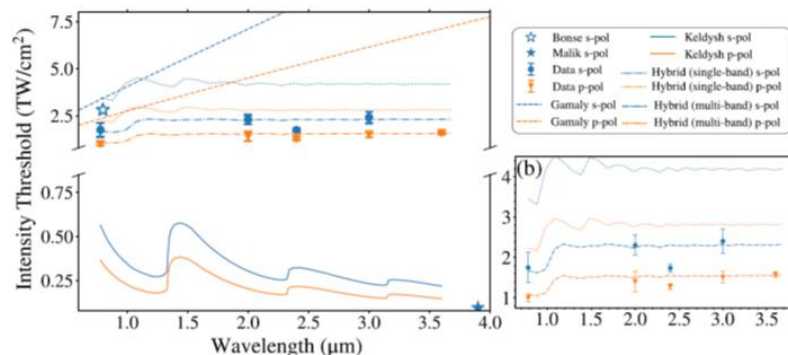 Intensity Threshold (TW/cm²)
7.5
5.0
2.5
0.75
0.50
0.25
1.0 1.5 2.0 2.5 3.0 3.5 4.0
Wavelength (μm)
Bonse s-pol
Malik s-pol
Data s-pol
Data p-pol
Gamaly s-pol
Gamaly p-pol
Keldysh s-pol
Keldysh p-pol
Hybrid (single-band) s-pol
Hybrid (single-band) p-pol
Hybrid (multi-band) s-pol
Hybrid (multi-band) p-pol
(b)
4
3
2
1
1.0 1.5 2.0 2.5 3.0 3.5